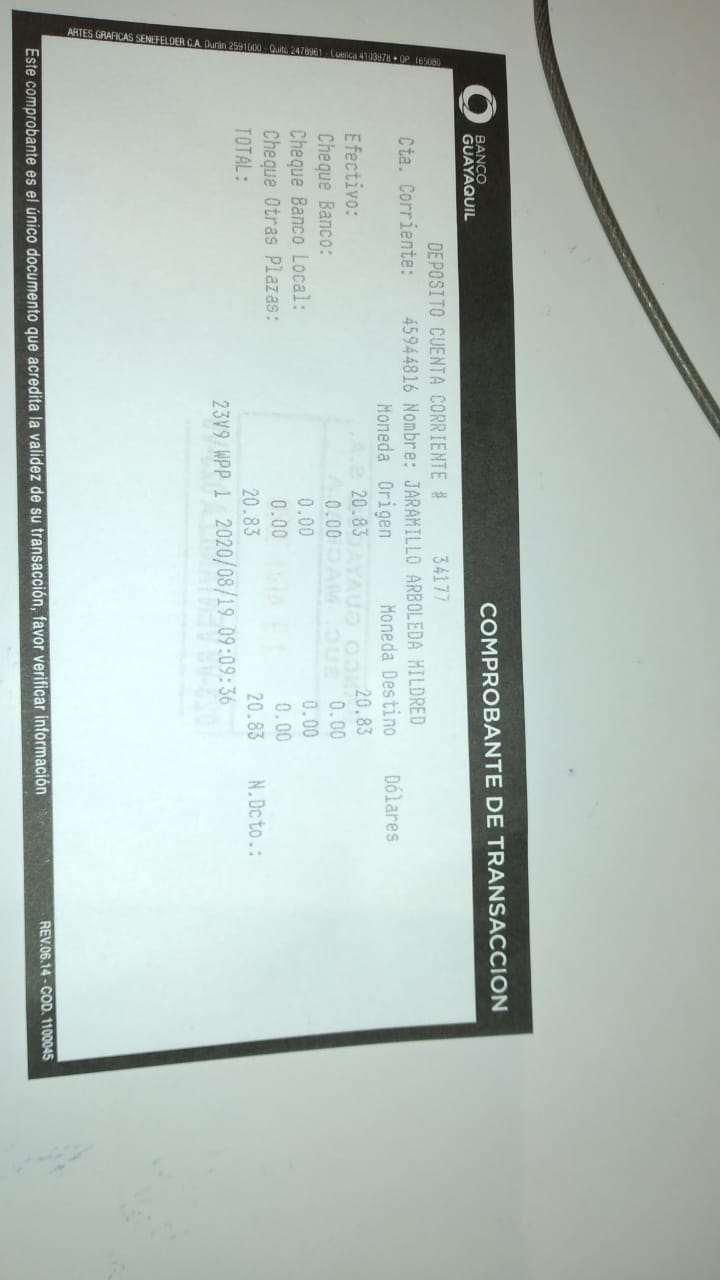 BANCO
GUAYAQUIL
COMPROBANTE DE TRANSACCION
DEPOSITO CUENTA CORRIENTE # 34177
Cta. Corriente: 45944816 Nombre: JARAMILLO ARBOLEDA MILDRED
Moneda Origen Moneda Destino Dólares
Efectivo: 20.83 20.83
Cheque Banco: 0.00 0.00
Cheque Banco Local: 0.00 0.00
Cheque Otras Plazas: 0.00 0.00
TOTAL: 20.83 20.83 N.Dcto.:
23V9 WPP 1 2020/08/19 09:09:36
ARTES GRAFICAS SENEFELDER C.A. Durán 2591000 - Quito 2478961 - Cuenca 4103978 • OP. 165080
Este comprobante es el único documento que acredita la validez de su transacción, favor verificar información
REV.06.14 - COD. 1100045